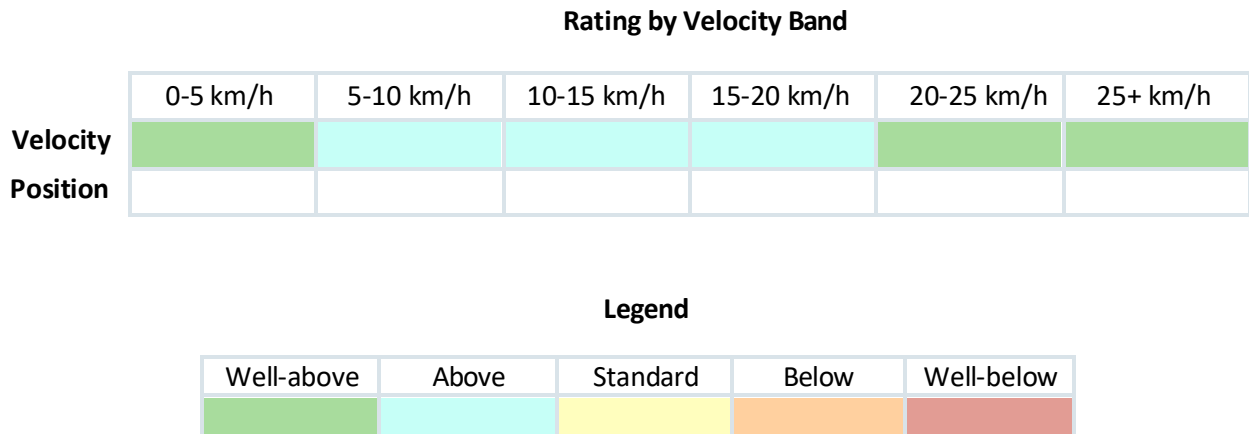 Rating by Velocity Band
0-5 km/h 5-10 km/h 10-15 km/h 15-20 km/h 20-25 km/h 25+ km/h
Velocity
Position
Legend
Well-above Above Standard Below Well-below